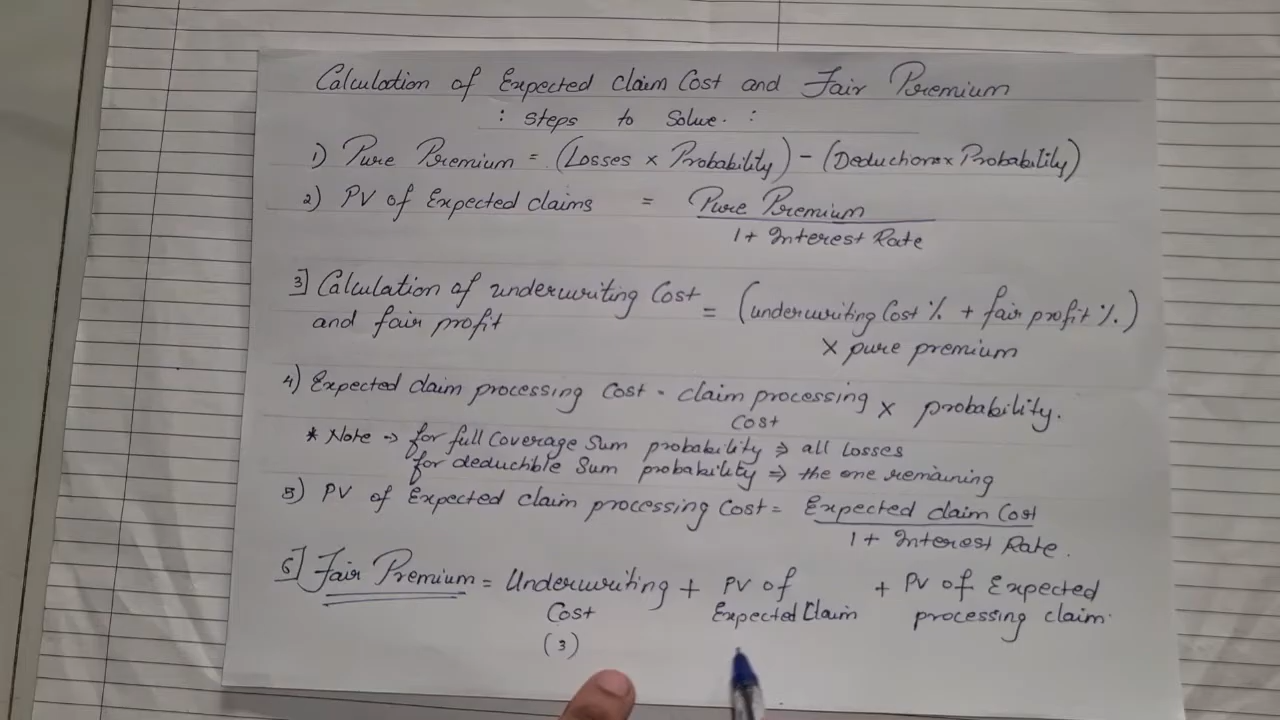 Calculation of Expected Claim Cost and Fair Premium
: Steps to Solve. :
1) Pure Premium = (Losses x Probability) - (Deductions x Probability)
2) PV of Expected claims = Pure Premium
1 + Interest Rate
3] Calculation of underwriting Cost = (underwriting Cost % + fair profit %.)
and fair profit
x pure premium
4) Expected claim processing Cost - claim processing x probability.
Cost
* Note -> for full coverage sum probability => all losses
for deductible sum probability => the one remaining
5) PV of Expected claim processing Cost = Expected claim Cost
1 + Interest Rate.
6] Fair Premium = Underwriting + PV of + PV of Expected
Cost Expected Claim processing claim.
(3)